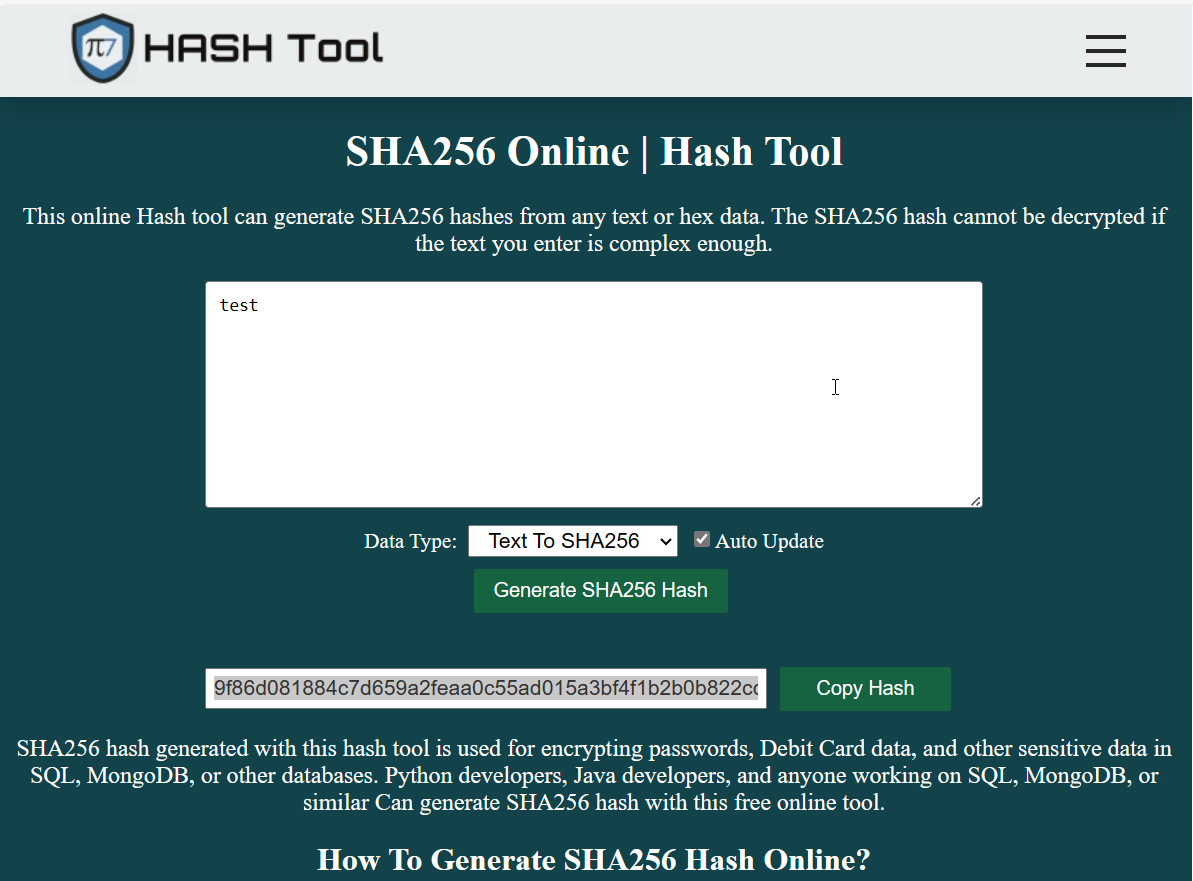 π7 HASH Tool
SHA256 Online | Hash Tool
This online Hash tool can generate SHA256 hashes from any text or hex data. The SHA256 hash cannot be decrypted if
the text you enter is complex enough.
test
Data Type: Text To SHA256 Auto Update
Generate SHA256 Hash
9f86d081884c7d659a2feaa0c55ad015a3bf4f1b2b0b822c Copy Hash
SHA256 hash generated with this hash tool is used for encrypting passwords, Debit Card data, and other sensitive data in
SQL, MongoDB, or other databases. Python developers, Java developers, and anyone working on SQL, MongoDB, or
similar Can generate SHA256 hash with this free online tool.
How To Generate SHA256 Hash Online?